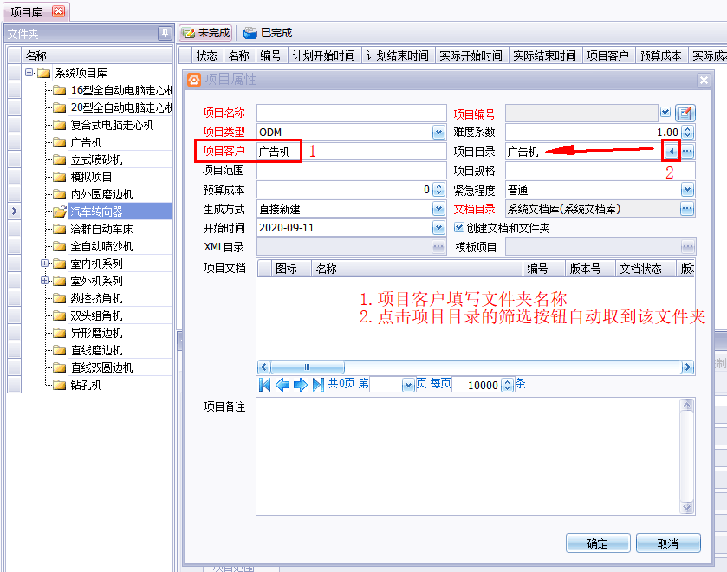 项目库
文件夹
未完成 已完成
名称
状态 名称 编号 计划开始时间 计划结束时间 实际开始时间 实际结束时间 项目客户 预算成本 实际成
系统项目库
16型全自动电脑走心机
20型全自动电脑走心机
复合式电脑走心机
广告机
立式喷砂机
模拟项目
内外圆磨边机
汽车转向器
洽群自动车床
全自动喷砂机
室内机系列
室外机系列
数控捞角机
双头组角机
异形磨边机
直线磨边机
直线双圆边机
钻孔机
项目属性
项目名称 项目编号
项目类型 ODM 难度系数 1.00
项目客户 广告机 1 项目目录 广告机
项目范围 项目规格 2
预算成本 0 紧急程度 普通
生成方式 直接新建 文档目录 系统文档库(系统文档库)
开始时间 2020-09-11 创建文档和文件夹
XML目录 模板项目
项目文档 图标 名称 编号 版本号 文档状态 版本
1.项目客户填写文件夹名称
2.点击项目目录的筛选按钮自动取到该文件夹
共0页 第 页 每页 10000 条
项目备注
确定 取消
项目范围